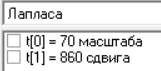 Лапласа
t[0] = 70 масштаба
t[1] = 860 сдвига